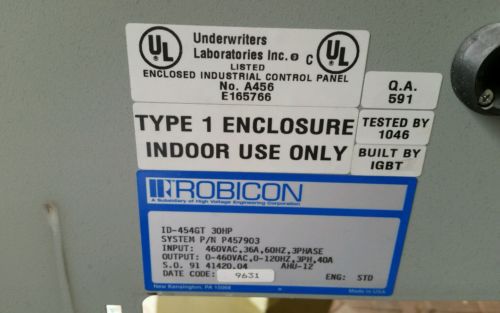 UL Underwriters UL
Laboratories Inc.® C
LISTED
ENCLOSED INDUSTRIAL CONTROL PANEL
No. A456
E165766
Q.A.
591
TYPE 1 ENCLOSURE
INDOOR USE ONLY
TESTED BY
1046
BUILT BY
IGBT
ROBICON
A Subsidiary of High Voltage Engineering Corporation
ID-454GT 30HP
SYSTEM P/N P457903
INPUT: 460VAC,36A,60HZ,3PHASE
OUTPUT: 0-460VAC,0-120HZ,3PH,40A
S.O. 91 41420.04 AHU-12
DATE CODE: 9631 ENG: STD
New Kensington, PA 15068 Made in USA